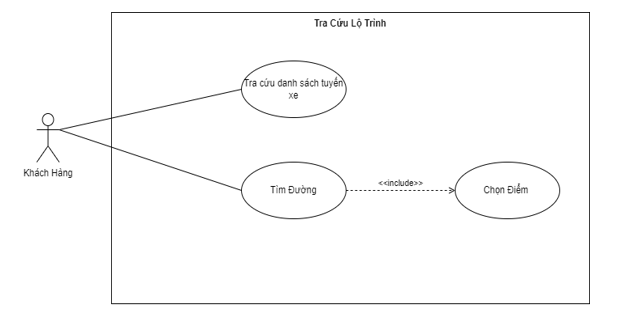 Tra Cứu Lộ Trình
Tra cứu danh sách tuyến
xe
Khách Hàng
Tìm Đường
<<include>>
Chọn Điểm